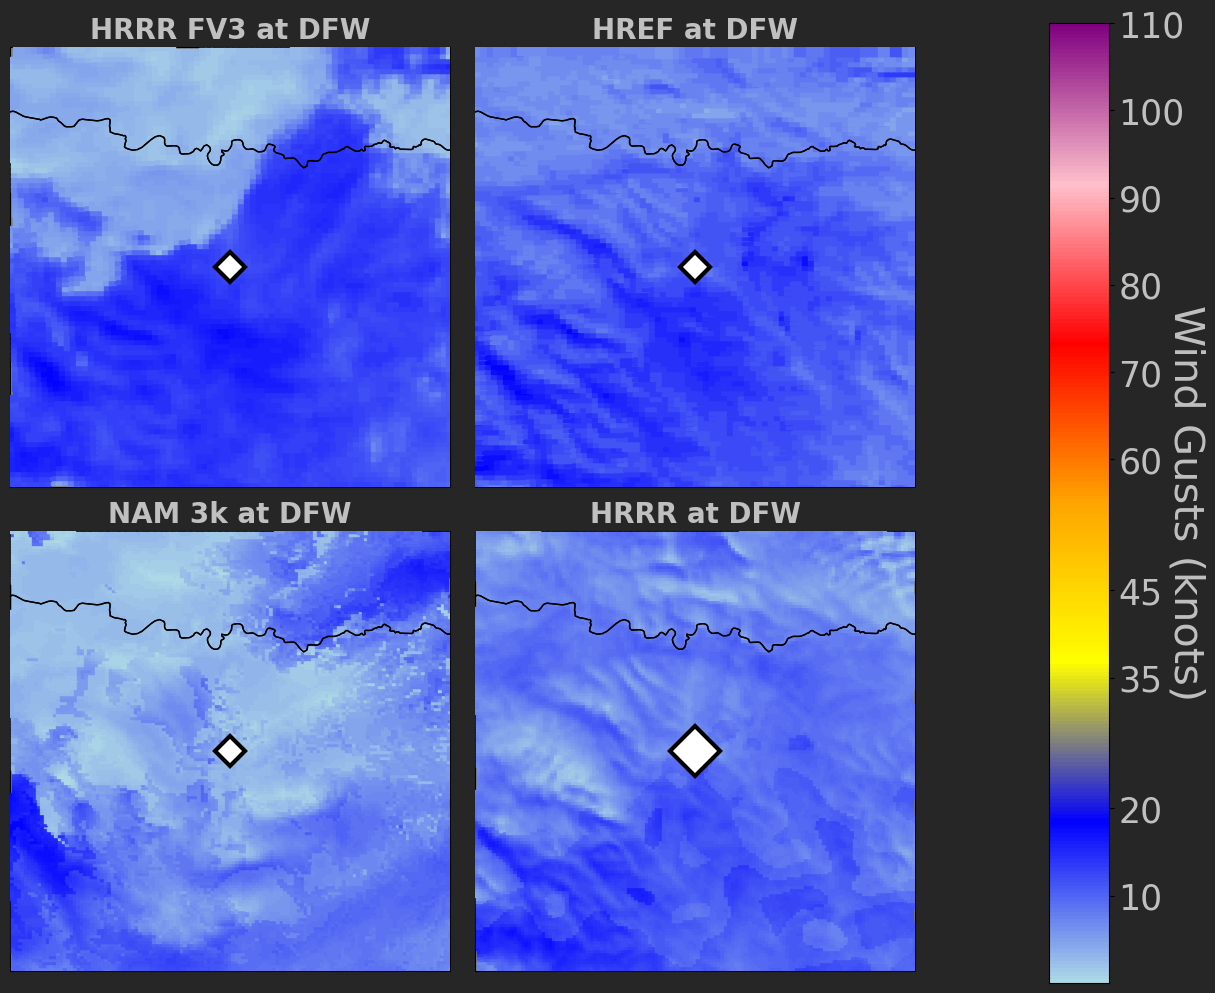 HRRR FV3 at DFW
HREF at DFW
NAM 3k at DFW
HRRR at DFW
110
100
90
80
70
60
45
35
20
10
Wind Gusts (knots)